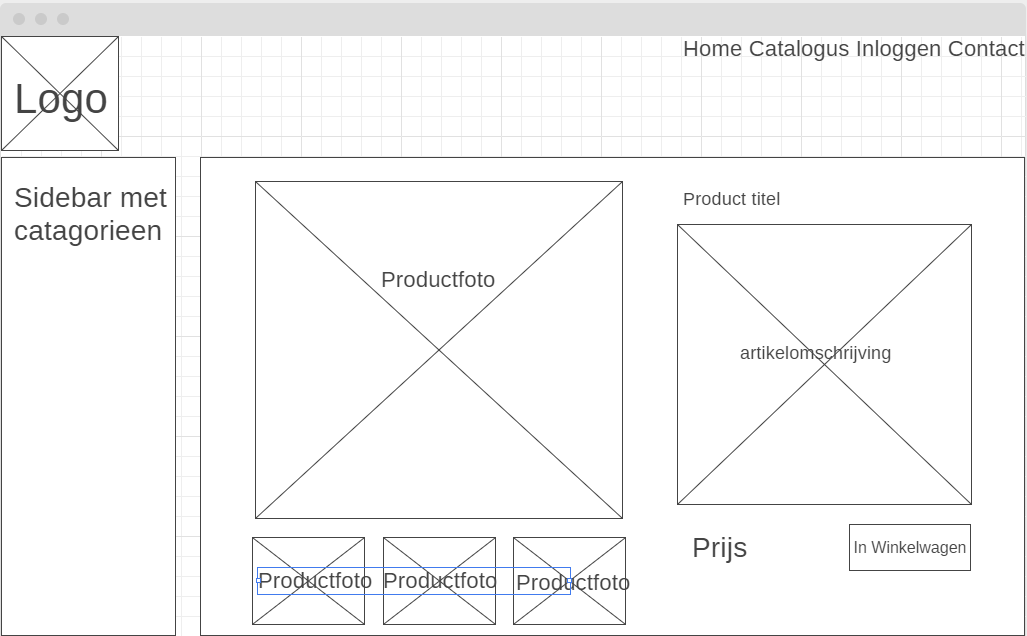 Home Catalogus Inloggen Contact
Logo
Sidebar met
catagorieen
Productfoto
Product titel
artikelomschrijving
Productfoto Productfoto Productfoto
Prijs
In Winkelwagen